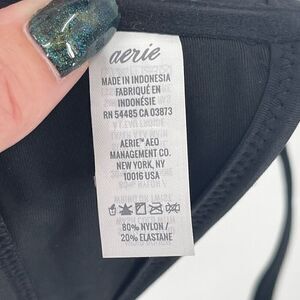 aerie
MADE IN INDONESIA
FABRIQUÉ EN
INDONÉSIE
RN 54485 CA 03873
AERIE™ AEO
MANAGEMENT CO.
NEW YORK, NY
10016 USA
80% NYLON /
20% ELASTANE